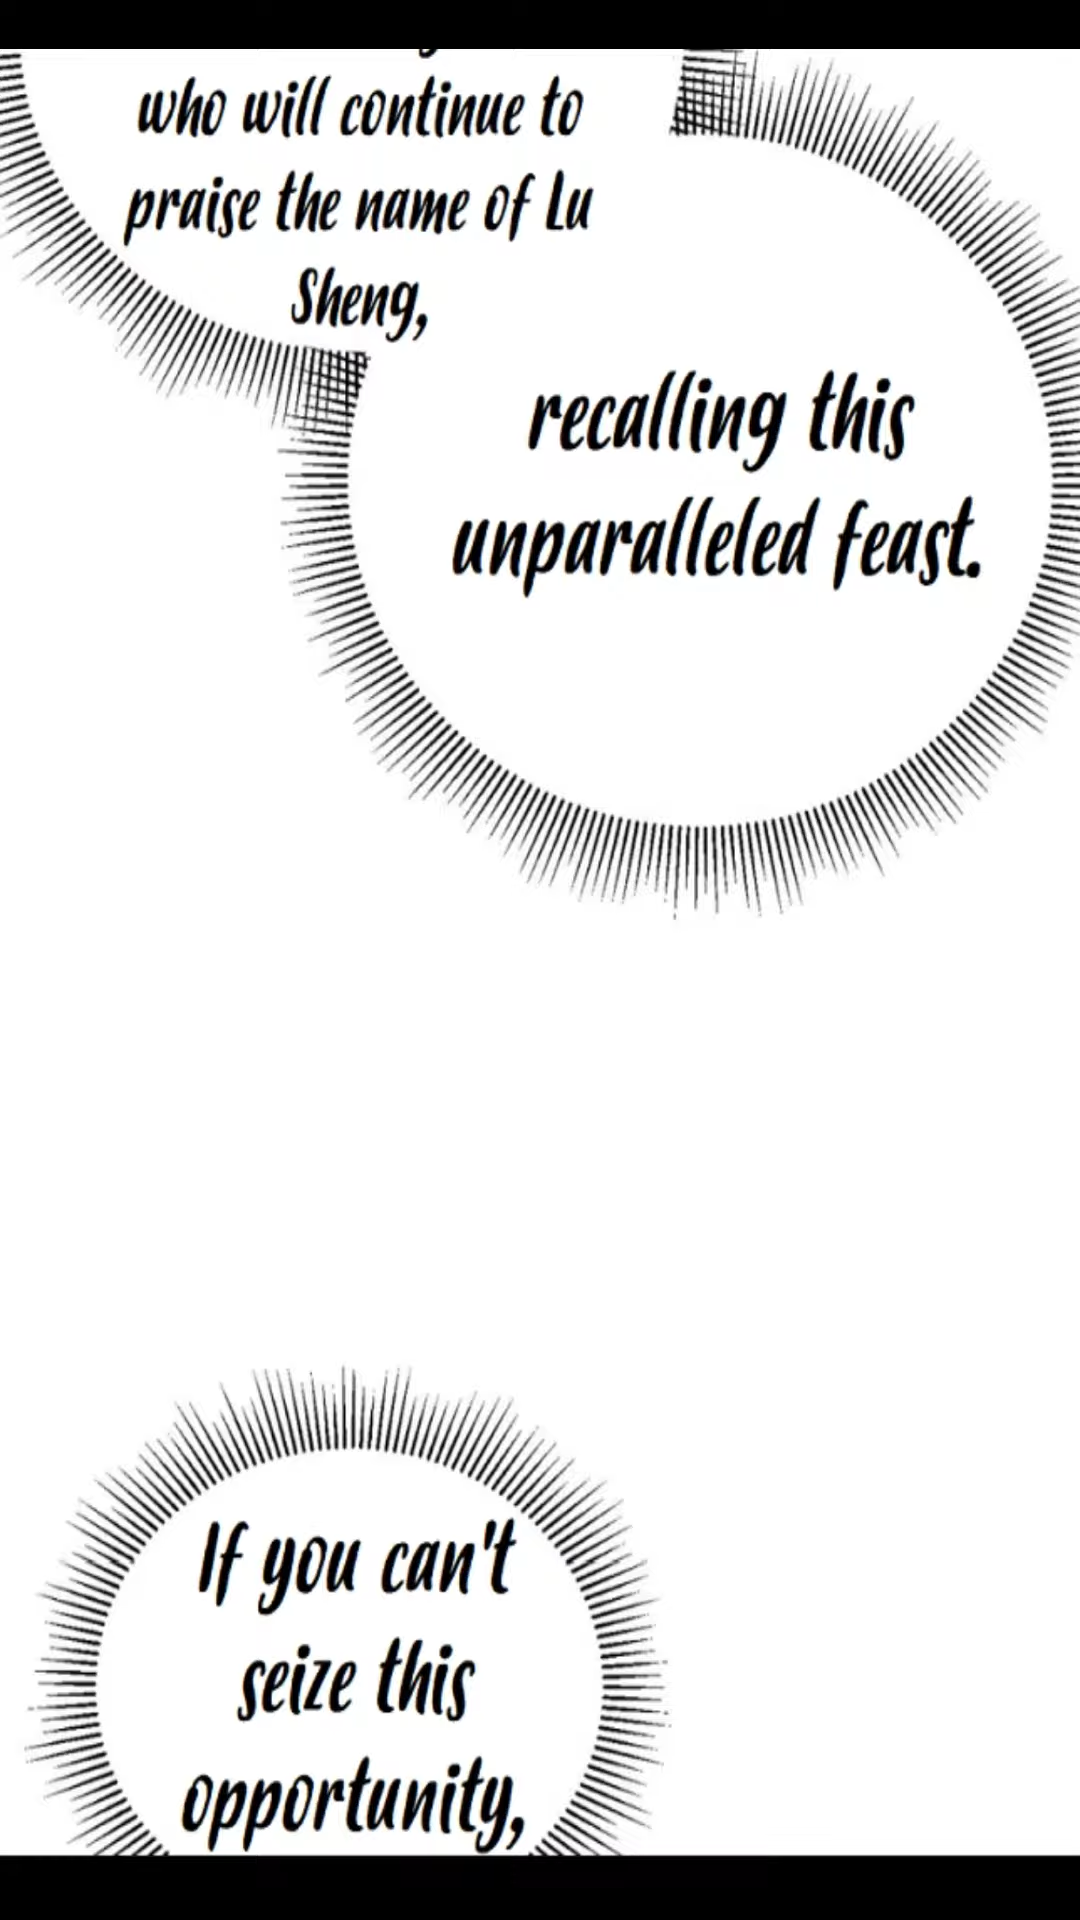 who will continue to
praise the name of Lu
Sheng,
recalling this
unparalleled feast.
If you can't
seize this
opportunity,